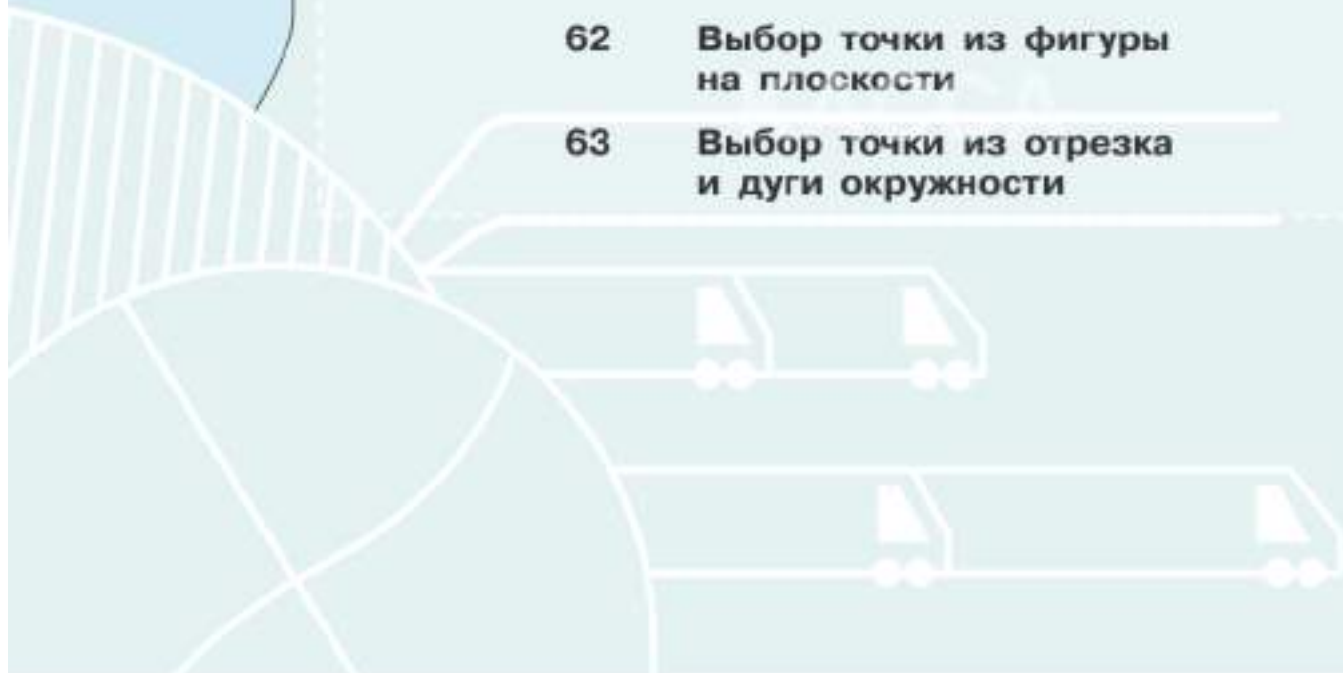 62 Выбор точки из фигуры
на плоскости
63 Выбор точки из отрезка
и дуги окружности